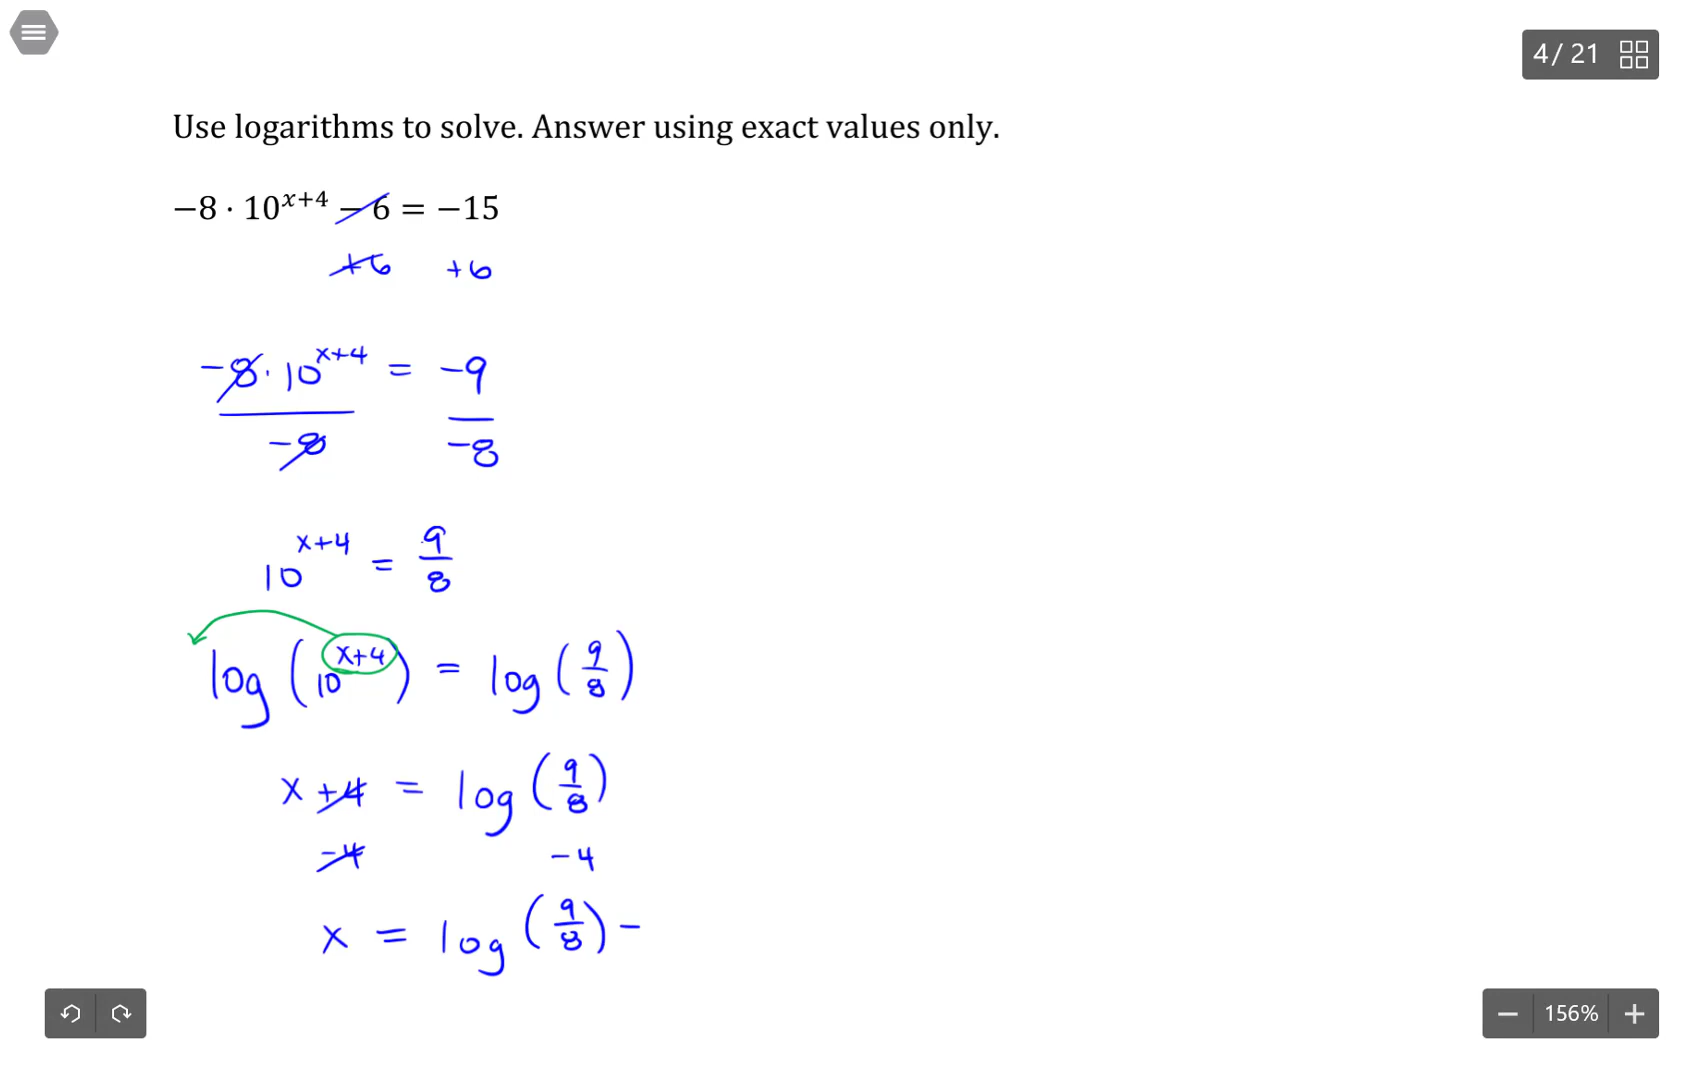 4 / 21
Use logarithms to solve. Answer using exact values only.
−8 · 10^{x+4} − 6 = −15
+6 +6
−8 · 10^{x+4} = −9
−8 −8
10^{x+4} = 9/8
log (10^{x+4}) = log (9/8)
x +4 = log (9/8)
−4 −4
x = log (9/8) −
156%